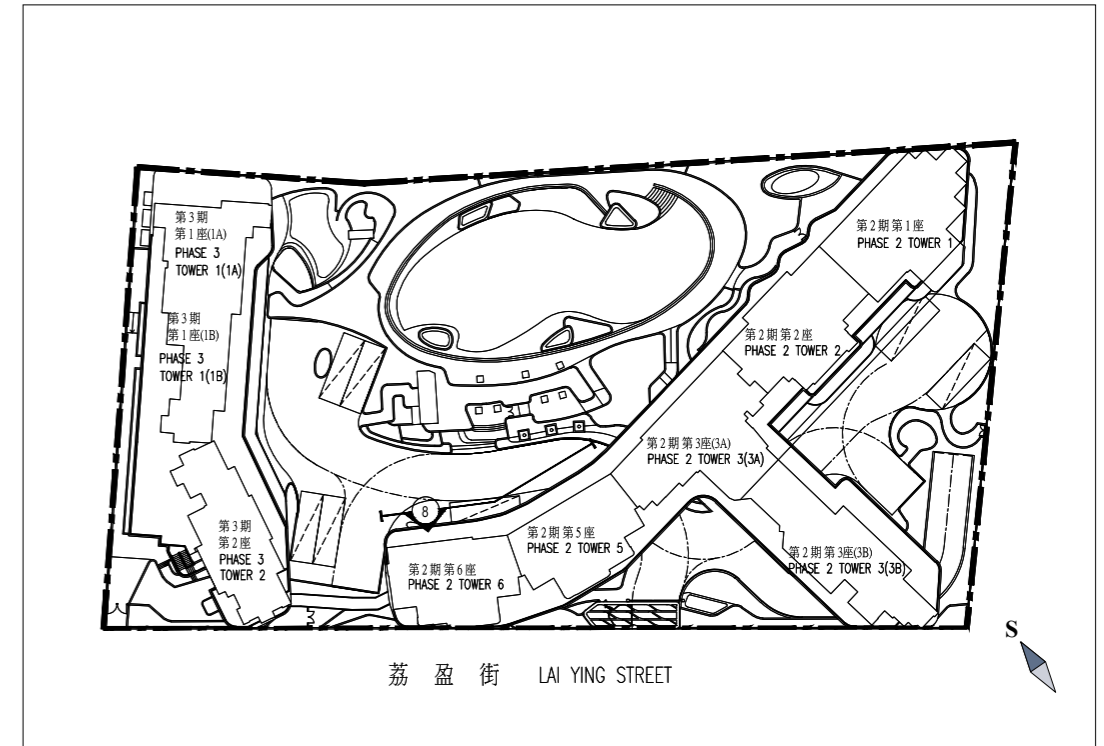 第3期
第1座(1A)
PHASE 3
TOWER 1(1A)
第3期
第1座(1B)
PHASE 3
TOWER 1(1B)
第3期
第2座
PHASE 3
TOWER 2
第2期第1座
PHASE 2 TOWER 1
第2期第2座
PHASE 2 TOWER 2
第2期第3座(3A)
PHASE 2 TOWER 3(3A)
8
第2期第5座
PHASE 2 TOWER 5
第2期第3座(3B)
PHASE 2 TOWER 3(3B)
第2期第6座
PHASE 2 TOWER 6
S
荔盈街 LAI YING STREET